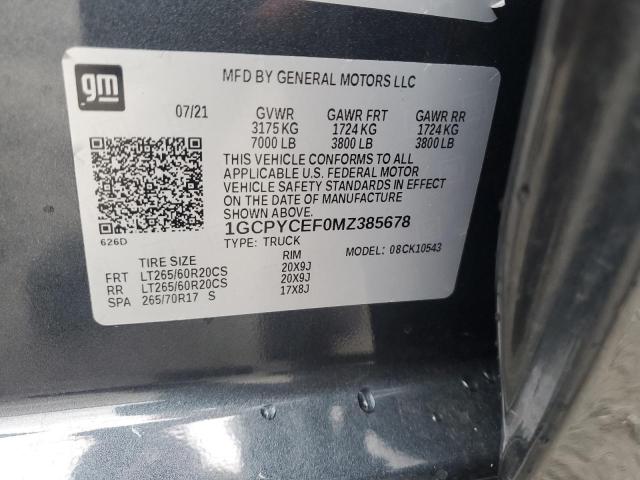 gm
MFD BY GENERAL MOTORS LLC
07/21 GVWR GAWR FRT GAWR RR
3175 KG 1724 KG 1724 KG
7000 LB 3800 LB 3800 LB
THIS VEHICLE CONFORMS TO ALL
APPLICABLE U.S. FEDERAL MOTOR
VEHICLE SAFETY STANDARDS IN EFFECT
ON THE DATE OF MANUFACTURE
SHOWN ABOVE.
1GCPYCEF0MZ385678
626D TYPE: TRUCK MODEL: 08CK10543
TIRE SIZE RIM
FRT LT265/60R20CS 20X9J
RR LT265/60R20CS 20X9J
SPA 265/70R17 S 17X8J